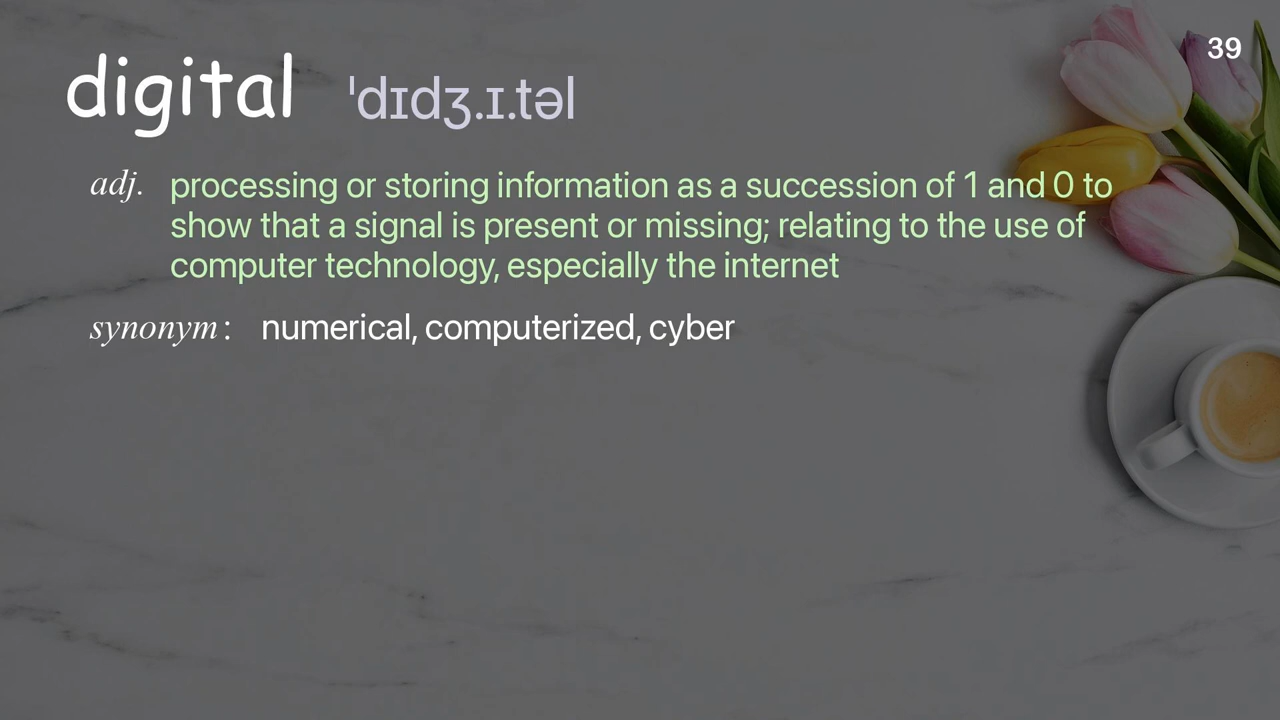 39
digital ˈdɪdʒ.ɪ.təl
adj. processing or storing information as a succession of 1 and 0 to
show that a signal is present or missing; relating to the use of
computer technology, especially the internet
synonym: numerical, computerized, cyber